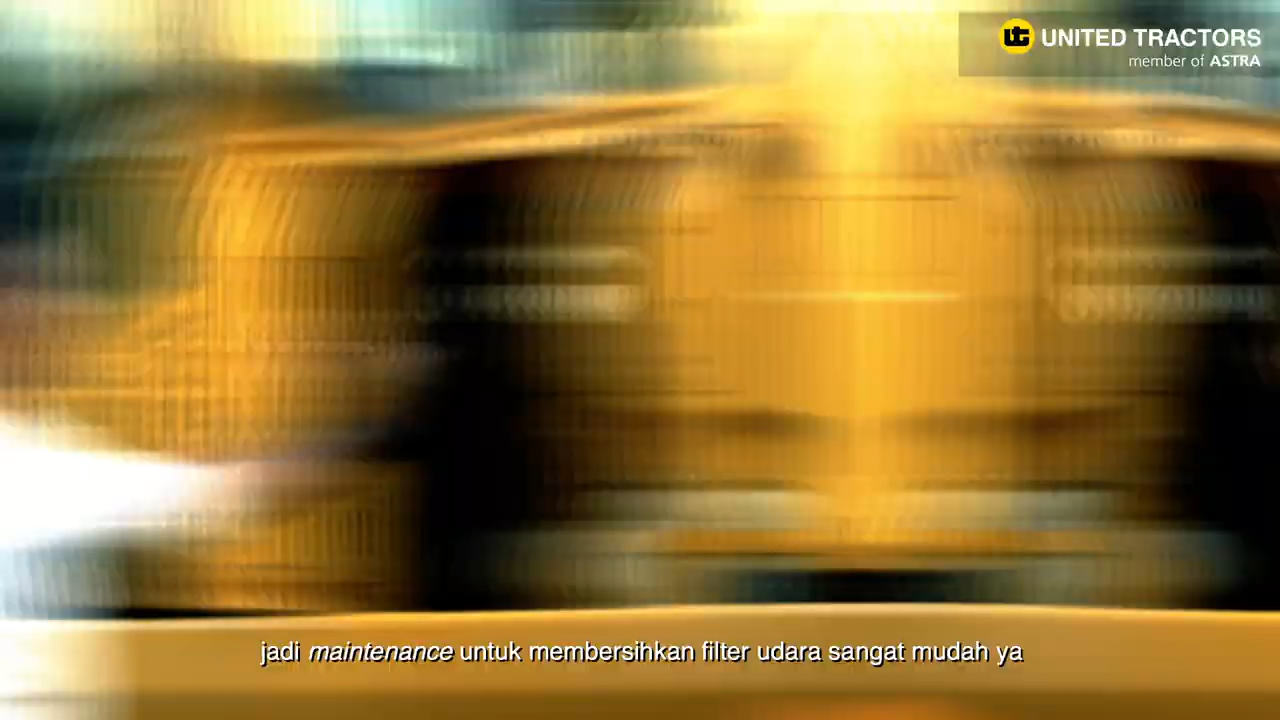 UNITED TRACTORS
member of ASTRA
jadi maintenance untuk membersihkan filter udara sangat mudah ya